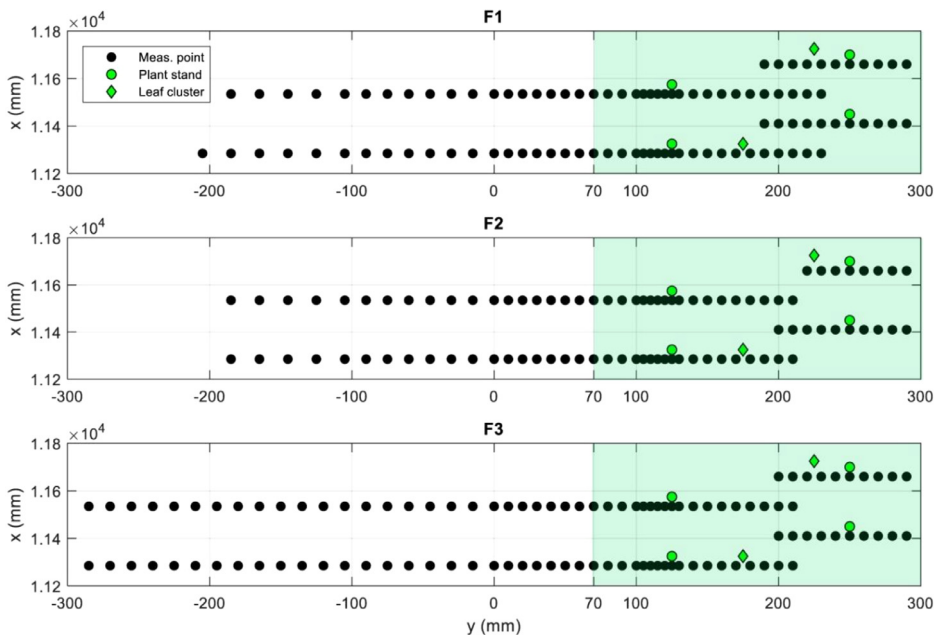 F1
×10⁴
1.18
1.16
1.14
1.12
x (mm)
Meas. point
Plant stand
Leaf cluster
-300 -200 -100 0 70 100 200 300
F2
×10⁴
1.18
1.16
1.14
1.12
x (mm)
-300 -200 -100 0 70 100 200 300
F3
×10⁴
1.18
1.16
1.14
1.12
x (mm)
-300 -200 -100 0 70 100 200 300
y (mm)